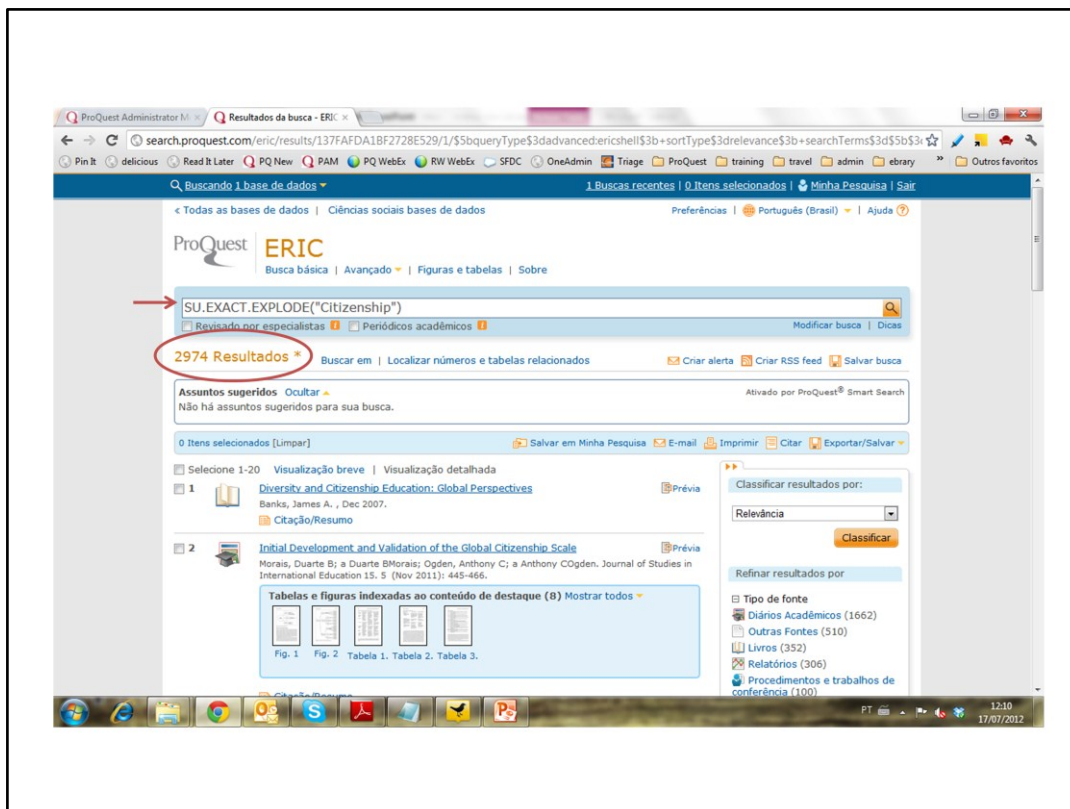 ProQuest Administrator M
Resultados da busca - ERIC
search.proquest.com/eric/results/137FAFDA1BF2728E529/1/$5bqueryType$3dadvanced:ericshell$3b+sortType$3drelevance$3b+searchTerms$3d$5b$3
Pin It delicious Read It Later PQ New PAM PQ WebEx RW WebEx SFDC OneAdmin Triage ProQuest training travel admin ebrary » Outros favoritos
Buscando 1 base de dados 1 Buscas recentes | 0 Itens selecionados | Minha Pesquisa | Sair
< Todas as bases de dados | Ciências sociais bases de dados Preferências | Português (Brasil) | Ajuda ?
ProQuest ERIC
Busca básica | Avançado | Figuras e tabelas | Sobre
SU.EXACT.EXPLODE("Citizenship")
Revisado por especialistas Periódicos acadêmicos Modificar busca | Dicas
2974 Resultados * Buscar em | Localizar números e tabelas relacionados Criar alerta Criar RSS feed Salvar busca
Assuntos sugeridos Ocultar Ativado por ProQuest® Smart Search
Não há assuntos sugeridos para sua busca.
0 Itens selecionados [Limpar] Salvar em Minha Pesquisa E-mail Imprimir Citar Exportar/Salvar
Selecione 1-20 Visualização breve | Visualização detalhada
1 Diversity and Citizenship Education: Global Perspectives Prévia
Banks, James A. , Dec 2007.
Citação/Resumo
2 Initial Development and Validation of the Global Citizenship Scale Prévia
Morais, Duarte B; a Duarte BMorais; Ogden, Anthony C; a Anthony COgden. Journal of Studies in
International Education 15. 5 (Nov 2011): 445-466.
Tabelas e figuras indexadas ao conteúdo de destaque (8) Mostrar todos
Fig. 1 Fig. 2 Tabela 1. Tabela 2. Tabela 3.
Citação/Resumo
Classificar resultados por:
Relevância
Classificar
Refinar resultados por
Tipo de fonte
Diários Acadêmicos (1662)
Outras Fontes (510)
Livros (352)
Relatórios (306)
Procedimentos e trabalhos de
conferência (100)
PT 12:10
17/07/2012